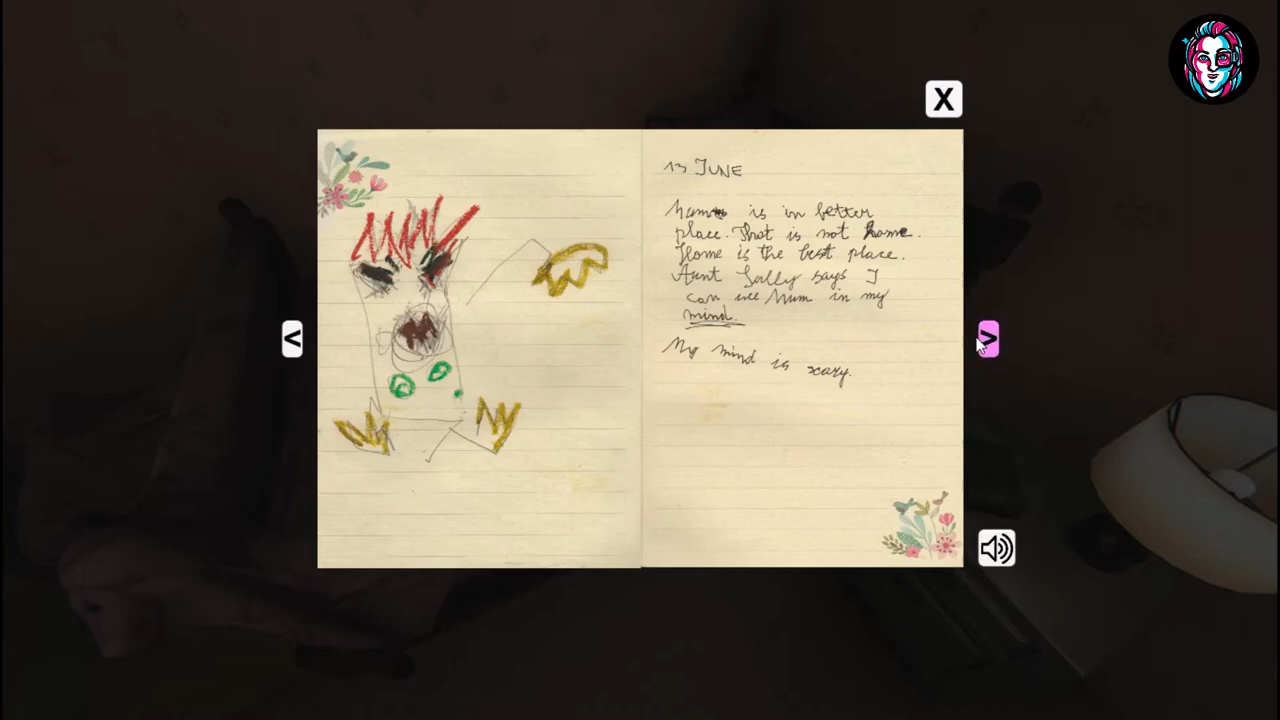 X
13 JUNE
Mum is in better
place. That is not home.
Home is the best place.
Aunt Sally says I
can see Mum in my
mind.
My mind is scary.
<
>